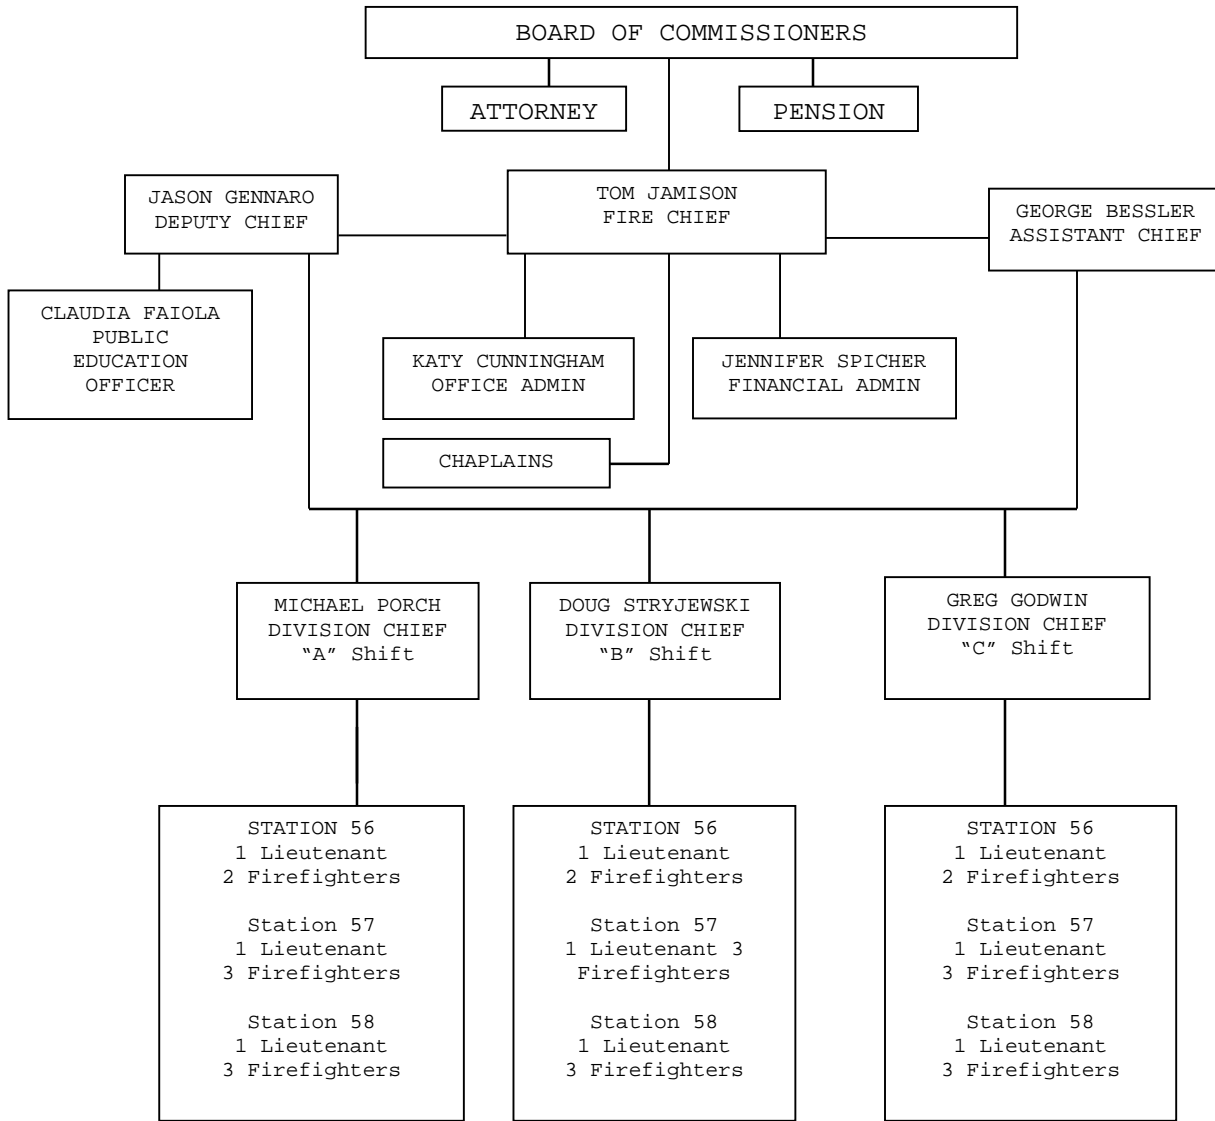 BOARD OF COMMISSIONERS
ATTORNEY
PENSION
JASON GENNARO
DEPUTY CHIEF
TOM JAMISON
FIRE CHIEF
GEORGE BESSLER
ASSISTANT CHIEF
CLAUDIA FAIOLA
PUBLIC
EDUCATION
OFFICER
KATY CUNNINGHAM
OFFICE ADMIN
JENNIFER SPICHER
FINANCIAL ADMIN
CHAPLAINS
MICHAEL PORCH
DIVISION CHIEF
“A” Shift
DOUG STRYJEWSKI
DIVISION CHIEF
“B” Shift
GREG GODWIN
DIVISION CHIEF
“C” Shift
STATION 56
1 Lieutenant
2 Firefighters
Station 57
1 Lieutenant
3 Firefighters
Station 58
1 Lieutenant
3 Firefighters
STATION 56
1 Lieutenant
2 Firefighters
Station 57
1 Lieutenant 3
Firefighters
Station 58
1 Lieutenant
3 Firefighters
STATION 56
1 Lieutenant
2 Firefighters
Station 57
1 Lieutenant
3 Firefighters
Station 58
1 Lieutenant
3 Firefighters